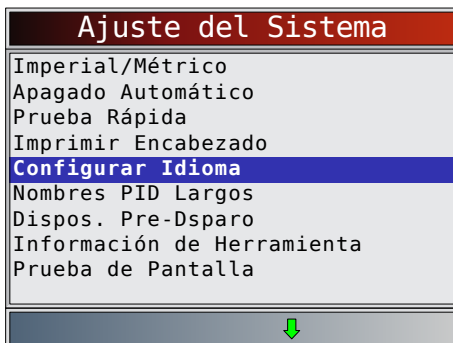 Ajuste del Sistema
Imperial/Métrico
Apagado Automático
Prueba Rápida
Imprimir Encabezado
Configurar Idioma
Nombres PID Largos
Dispos. Pre-Dsparo
Información de Herramienta
Prueba de Pantalla